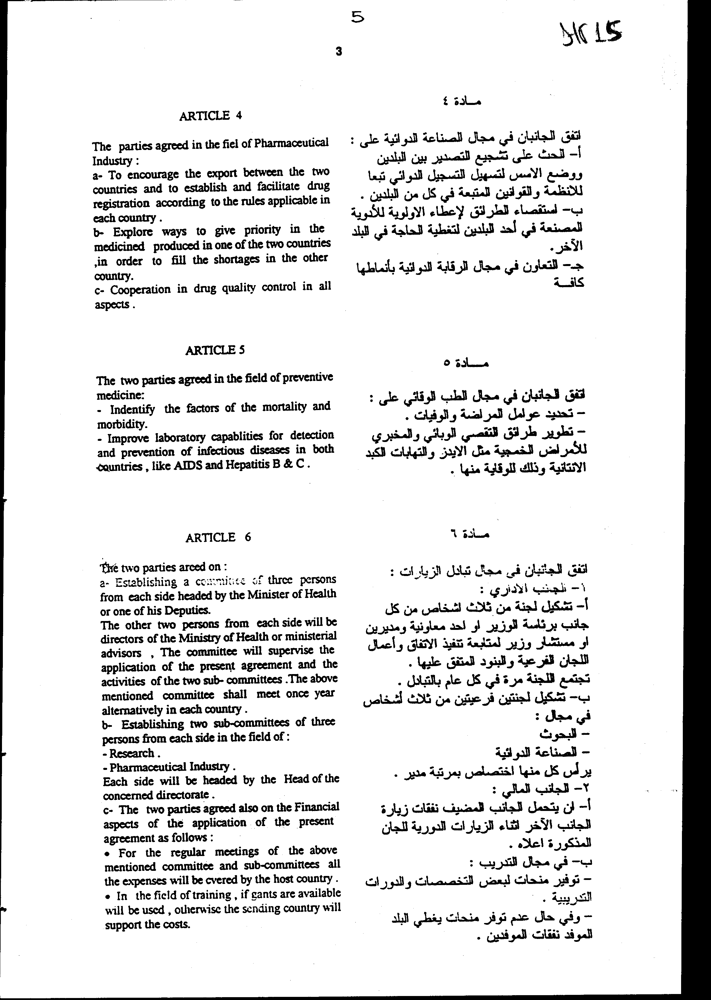 5
3
ARTICLE 4
The parties agreed in the fiel of Pharmaceutical
Industry :
a- To encourage the export between the two
countries and to establish and facilitate drug
registration according to the rules applicable in
each country .
b- Explore ways to give priority in the
medicined produced in one of the two countries
,in order to fill the shortages in the other
country.
c- Cooperation in drug quality control in all
aspects .
ARTICLE 5
The two parties agreed in the field of preventive
medicine:
- Indentify the factors of the mortality and
morbidity.
- Improve laboratory capablities for detection
and prevention of infectious diseases in both
countries , like AIDS and Hepatitis B & C .
ARTICLE 6
The two parties arced on :
a- Establishing a committee of three persons
from each side headed by the Minister of Health
or one of his Deputies.
The other two persons from each side will be
directors of the Ministry of Health or ministerial
advisors , The committee will supervise the
application of the present agreement and the
activities of the two sub- committees .The above
mentioned committee shall meet once year
alternatively in each country .
b- Establishing two sub-committees of three
persons from each side in the field of :
- Research .
- Pharmaceutical Industry .
Each side will be headed by the Head of the
concerned directorate .
c- The two parties agreed also on the Financial
aspects of the application of the present
agreement as follows :
• For the regular meetings of the above
mentioned committee and sub-committees all
the expenses will be cvered by the host country .
• In the field of training , if gants are available
will be used , otherwise the sending country will
support the costs.
مــادة ٤
اتفق الجانبان في مجال الصناعة الدوائية على :
أ- الحث على تشجيع التصدير بين البلدين
ووضع الاسس لتسهيل التسجيل الدوائي تبعا
للانظمة والقوانين المتبعة في كل من البلدين .
ب- استقصاء الطرائق لإعطاء الاولوية للأدوية
المصنعة في أحد البلدين لتغطية الحاجة في البلد
الآخر .
جـ- التعاون في مجال الرقابة الدوائية بأنماطها
كافــة
مــادة ٥
اتفق الجانبان في مجال الطب الوقائي على :
- تحديد عوامل المراضة والوفيات .
- تطوير طرائق التقصي الوبائي والمخبري
للأمراض الخمجية مثل الايدز والتهابات الكبد
الانتانية وذلك للوقاية منها .
مــادة ٦
اتفق الجانبان في مجال تبادل الزيارات :
١- الجانب الاداري :
أ- تشكيل لجنة من ثلاث اشخاص من كل
جانب برئاسة الوزير او احد معاونية ومديرين
او مستشار وزير لمتابعة تنفيذ الاتفاق وأعمال
اللجان الفرعية والبنود المتفق عليها .
تجتمع اللجنة مرة في كل عام بالتبادل .
ب- تشكيل لجنتين فرعيتين من ثلاث أشخاص
في مجال :
- البحوث
- الصناعة الدوائية
يرأس كل منها اختصاص بمرتبة مدير .
٢- الجانب المالي :
أ- ان يتحمل الجانب المضيف نفقات زيارة
الجانب الآخر اثناء الزيارات الدورية للجان
المذكورة اعلاه .
ب- في مجال التدريب :
- توفير منحات لبعض التخصصات والدورات
التدريبية .
- وفي حال عدم توفر منحات يغطي البلد
الموفد نفقات الموفدين .